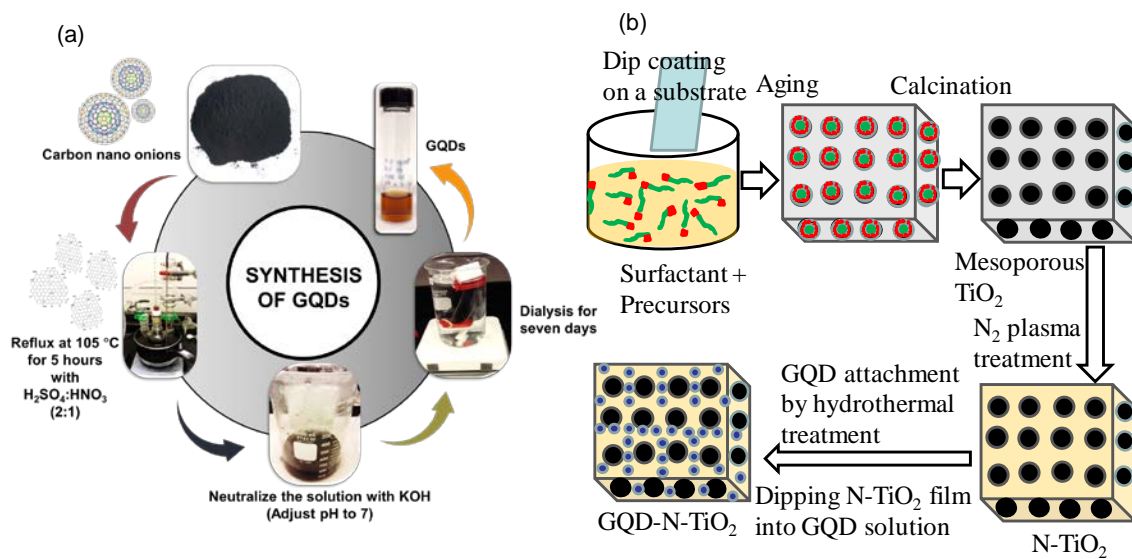 (a)
Carbon nano onions
GQDs
SYNTHESIS
OF GQDs
Reflux at 105 °C
for 5 hours
with
H₂SO₄:HNO₃
(2:1)
Dialysis for
seven days
Neutralize the solution with KOH
(Adjust pH to 7)
(b)
Dip coating
on a substrate
Aging
Calcination
Surfactant +
Precursors
Mesoporous
TiO₂
N₂ plasma
treatment
GQD attachment
by hydrothermal
treatment
Dipping N-TiO₂ film
into GQD solution
GQD-N-TiO₂
N-TiO₂